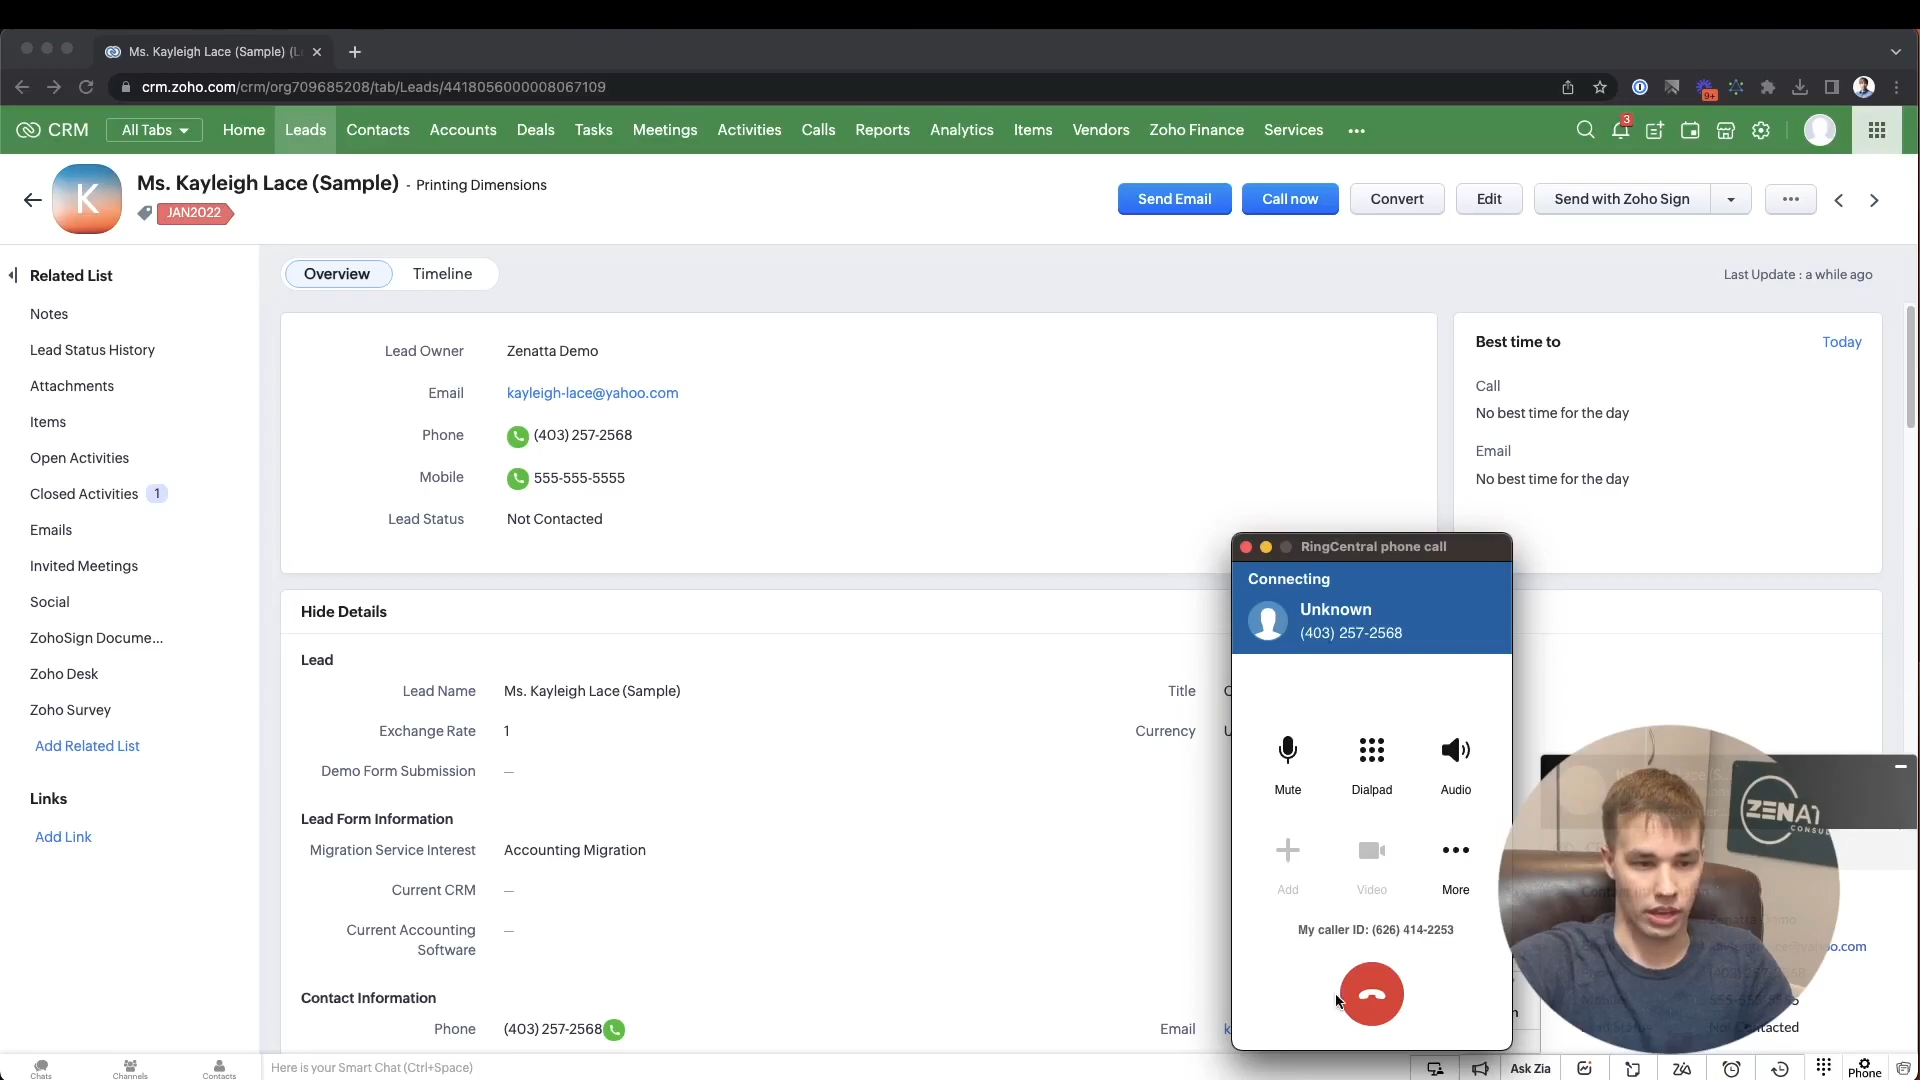 Ms. Kayleigh Lace (Sample) (L
crm.zoho.com/crm/org709685208/tab/Leads/4418056000008067109
9+
CRM
All Tabs
Home
Leads
Contacts
Accounts
Deals
Tasks
Meetings
Activities
Calls
Reports
Analytics
Items
Vendors
Zoho Finance
Services
3
K
Ms. Kayleigh Lace (Sample) - Printing Dimensions
JAN2022
Send Email
Call now
Convert
Edit
Send with Zoho Sign
Related List
Notes
Lead Status History
Attachments
Items
Open Activities
Closed Activities 1
Emails
Invited Meetings
Social
ZohoSign Docume...
Zoho Desk
Zoho Survey
Add Related List
Links
Add Link
Overview
Timeline
Last Update : a while ago
Lead Owner Zenatta Demo
Email kayleigh-lace@yahoo.com
Phone (403) 257-2568
Mobile 555-555-5555
Lead Status Not Contacted
Best time to
Today
Call
No best time for the day
Email
No best time for the day
Hide Details
Lead
Lead Name Ms. Kayleigh Lace (Sample)
Title
Exchange Rate 1
Currency
Demo Form Submission —
Lead Form Information
Migration Service Interest Accounting Migration
Current CRM —
Current Accounting —
Software
Contact Information
Phone (403) 257-2568
Email
RingCentral phone call
Connecting
Unknown
(403) 257-2568
Mute
Dialpad
Audio
Add
Video
More
My caller ID: (626) 414-2253
ZENAT
CONSUL
Chats
Channels
Contacts
Here is your Smart Chat (Ctrl+Space)
Ask Zia
Phone